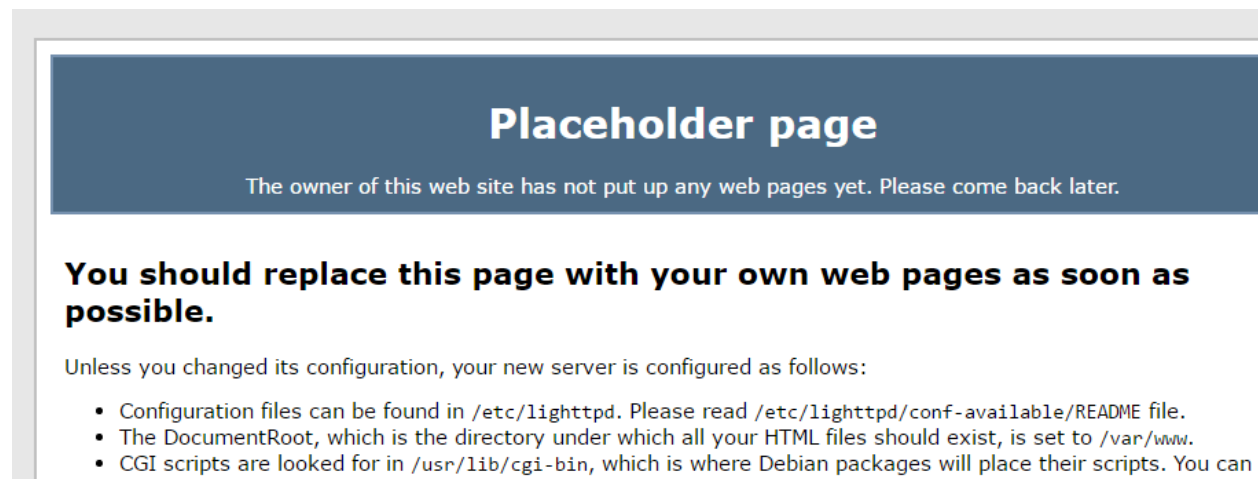 Placeholder page
The owner of this web site has not put up any web pages yet. Please come back later.
You should replace this page with your own web pages as soon as
possible.
Unless you changed its configuration, your new server is configured as follows:
• Configuration files can be found in /etc/lighttpd. Please read /etc/lighttpd/conf-available/README file.
• The DocumentRoot, which is the directory under which all your HTML files should exist, is set to /var/www.
• CGI scripts are looked for in /usr/lib/cgi-bin, which is where Debian packages will place their scripts. You can